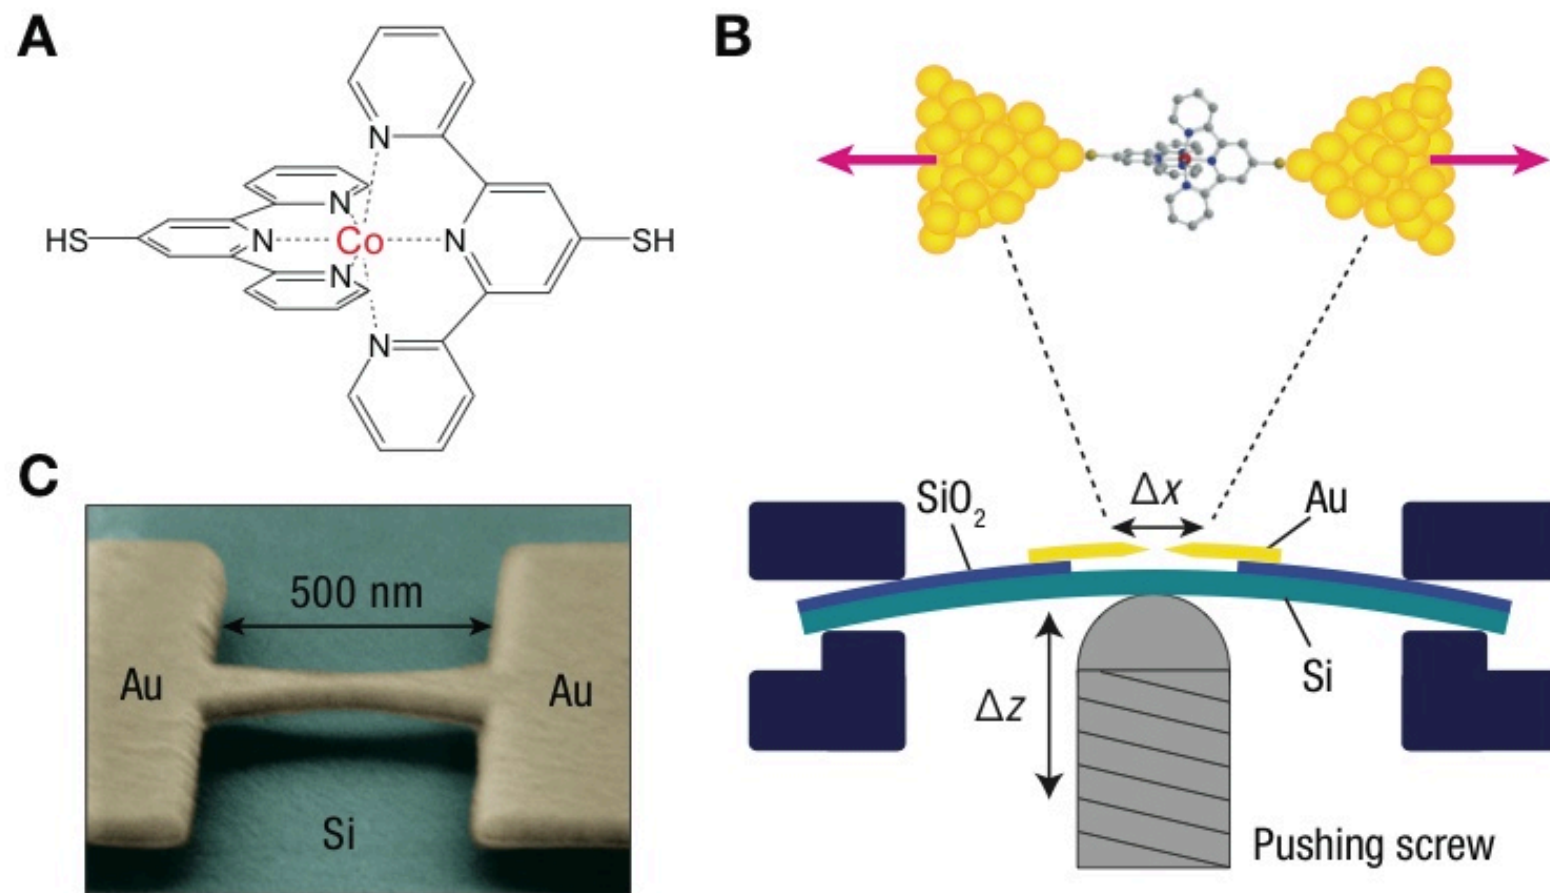 A
N
N
HS
N
Co
N
SH
N
N
B
C
500 nm
Au
Au
Si
SiO₂
Δx
Au
Δz
Si
Pushing screw